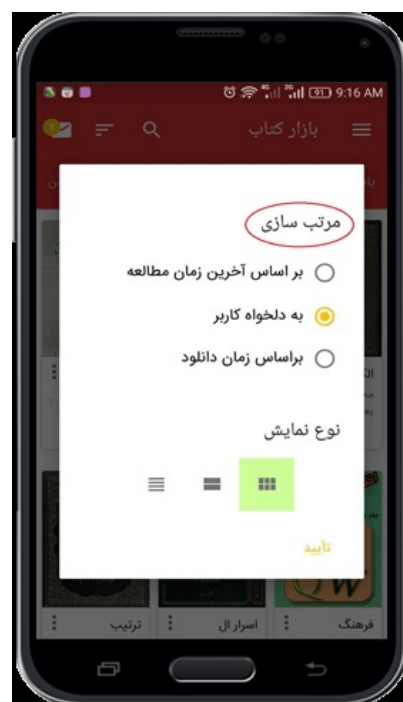 9:16 AM
بازار کتاب
مرتب سازی
بر اساس آخرین زمان مطالعه
به دلخواه کاربر
براساس زمان دانلود
نوع نمایش
تأیید
فرهنگ
اسرار ال
ترتیب